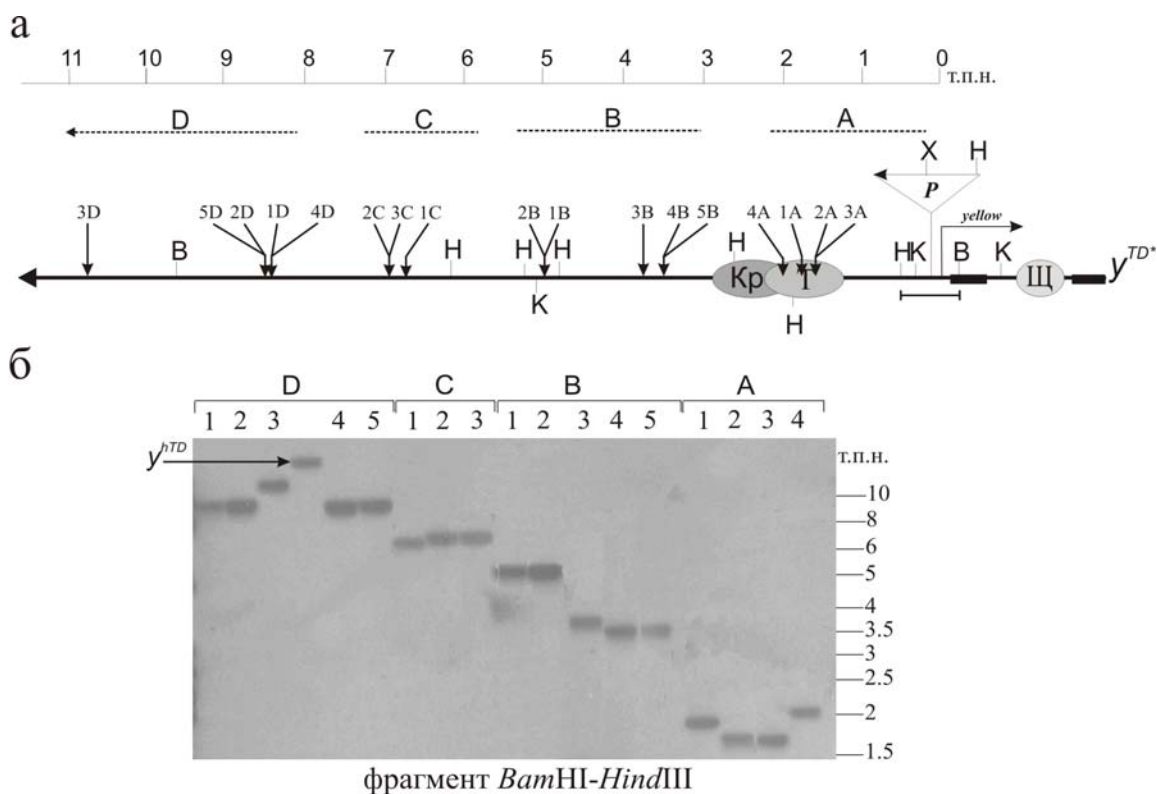 а
11 10 9 8 7 6 5 4 3 2 1 0
т.п.н.
D C B A
X H
P
3D 5D 2D 1D 4D 2C 3C 1C 2B 1B 3B 4B 5B 4A 1A 2A 3A yellow
B H H H H H K B K
Кр Т Щ y^TD*
K H
б
D C B A
1 2 3 4 5 1 2 3 1 2 3 4 5 1 2 3 4
y^hTD
т.п.н.
10
8
6
5
4
3.5
3
2.5
2
1.5
фрагмент BamHI-HindIII